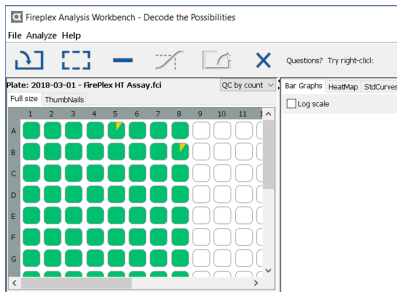 Fireplex Analysis Workbench - Decode the Possibilities
File Analyze Help
Questions? Try right-click:
Plate: 2018-03-01 - FirePlex HT Assay.fci
QC by count
Bar Graphs HeatMap StdCurves
Full size ThumbNails
Log scale
1 2 3 4 5 6 7 8 9 10 11
A
B
C
D
E
F
G